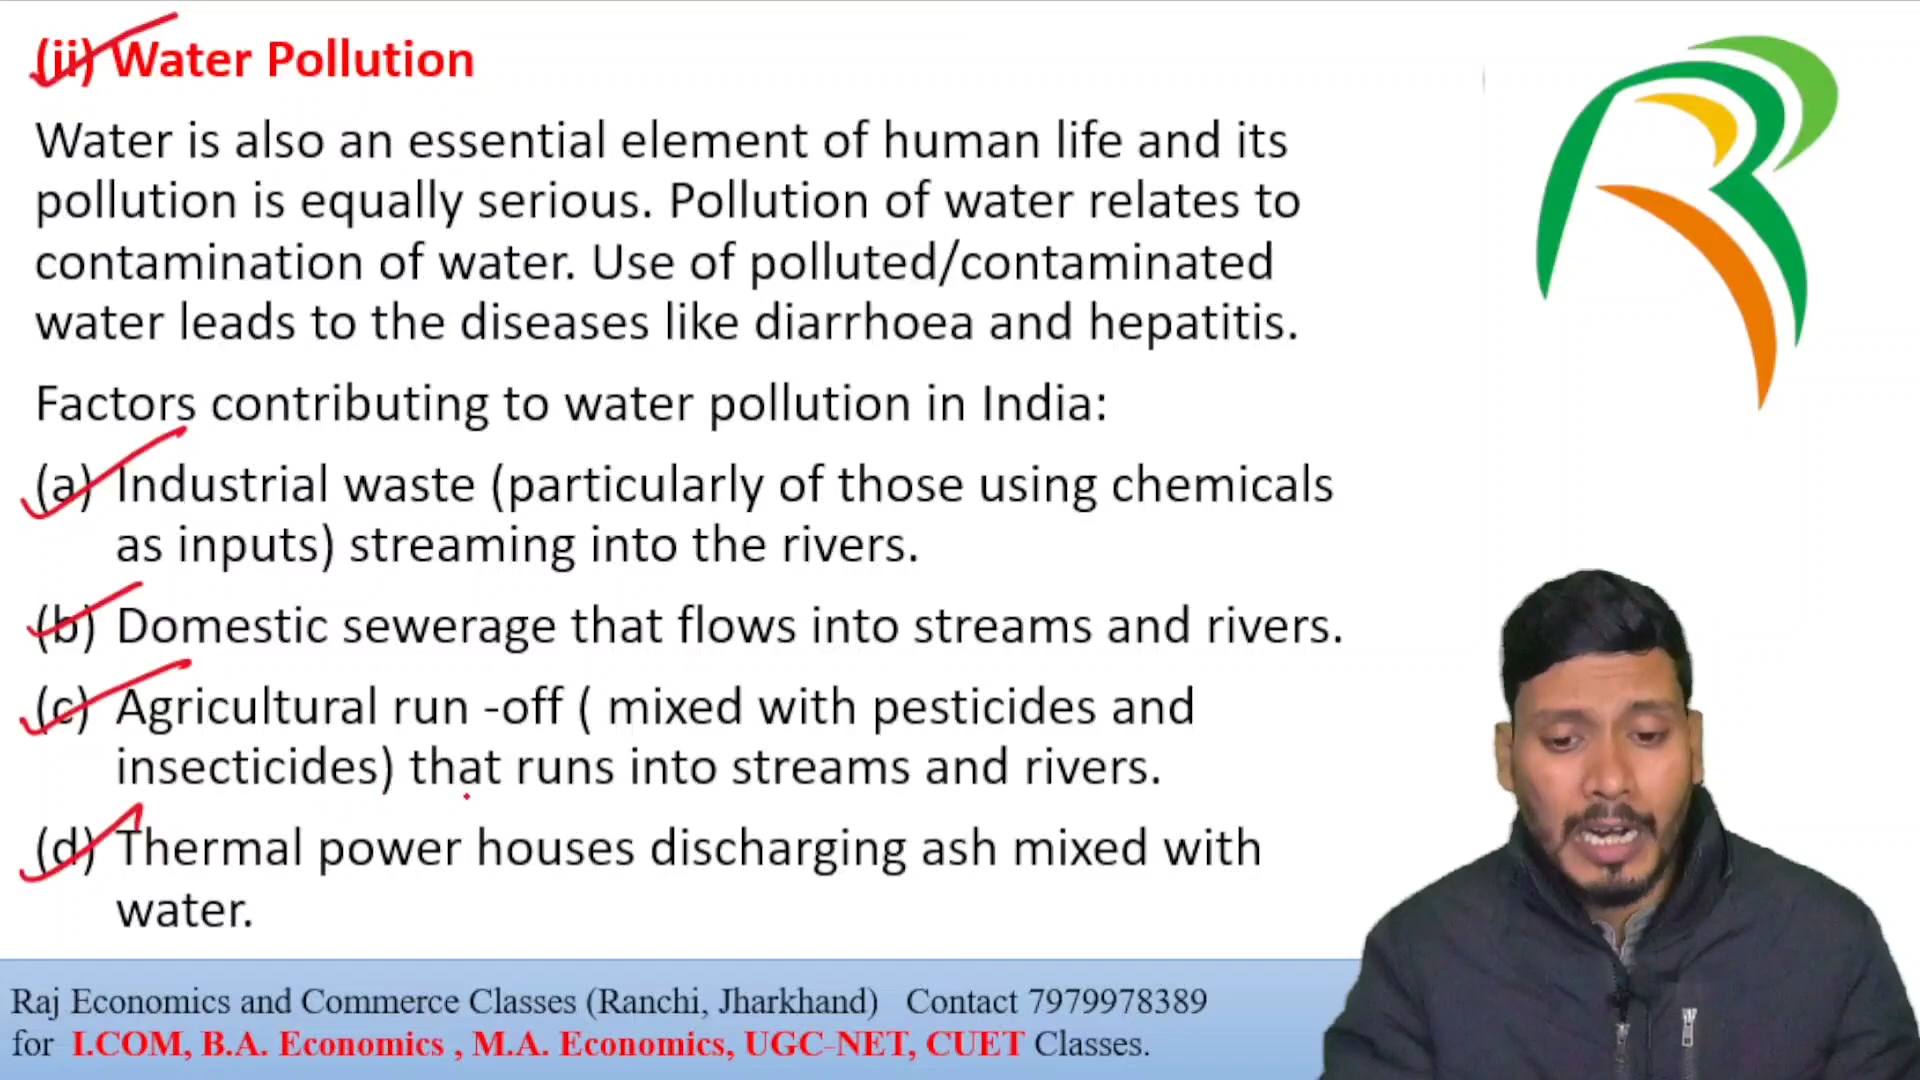 (ii) Water Pollution
Water is also an essential element of human life and its
pollution is equally serious. Pollution of water relates to
contamination of water. Use of polluted/contaminated
water leads to the diseases like diarrhoea and hepatitis.
Factors contributing to water pollution in India:
(a) Industrial waste (particularly of those using chemicals
as inputs) streaming into the rivers.
(b) Domestic sewerage that flows into streams and rivers.
(c) Agricultural run -off ( mixed with pesticides and
insecticides) that runs into streams and rivers.
(d) Thermal power houses discharging ash mixed with
water.
Raj Economics and Commerce Classes (Ranchi, Jharkhand) Contact 7979978389
for I.COM, B.A. Economics , M.A. Economics, UGC-NET, CUET Classes.